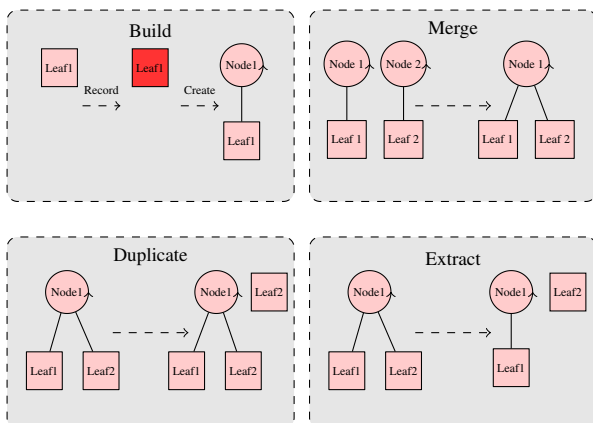 Build
Leaf1
Leaf1
Node1
Record
Create
Leaf1
Merge
Node 1
Node 2
Node 1
Leaf 1
Leaf 2
Leaf 1
Leaf 2
Duplicate
Node1
Node1
Leaf2
Leaf1
Leaf2
Leaf1
Leaf2
Extract
Node1
Node1
Leaf2
Leaf1
Leaf2
Leaf1